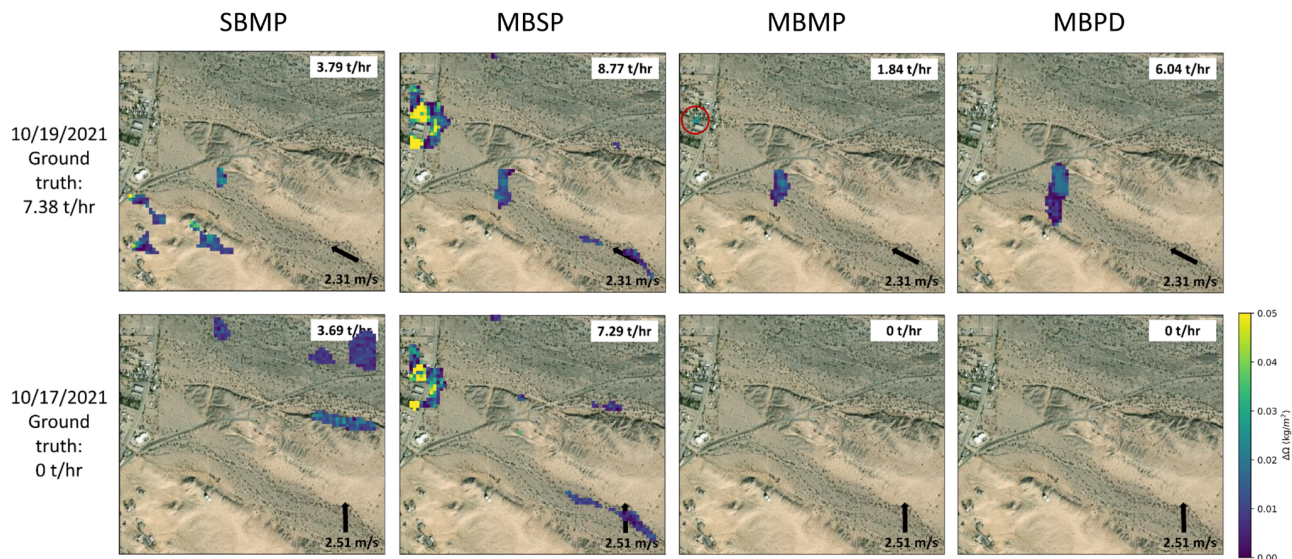 SBMP
MBSP
MBMP
MBPD
10/19/2021
Ground
truth:
7.38 t/hr
3.79 t/hr
2.31 m/s
8.77 t/hr
2.31 m/s
1.84 t/hr
2.31 m/s
6.04 t/hr
2.31 m/s
10/17/2021
Ground
truth:
0 t/hr
3.69 t/hr
2.51 m/s
7.29 t/hr
2.51 m/s
0 t/hr
2.51 m/s
0 t/hr
2.51 m/s
0.05
0.04
0.03
0.02
0.01
0.00
ΔΩ (kg/m²)